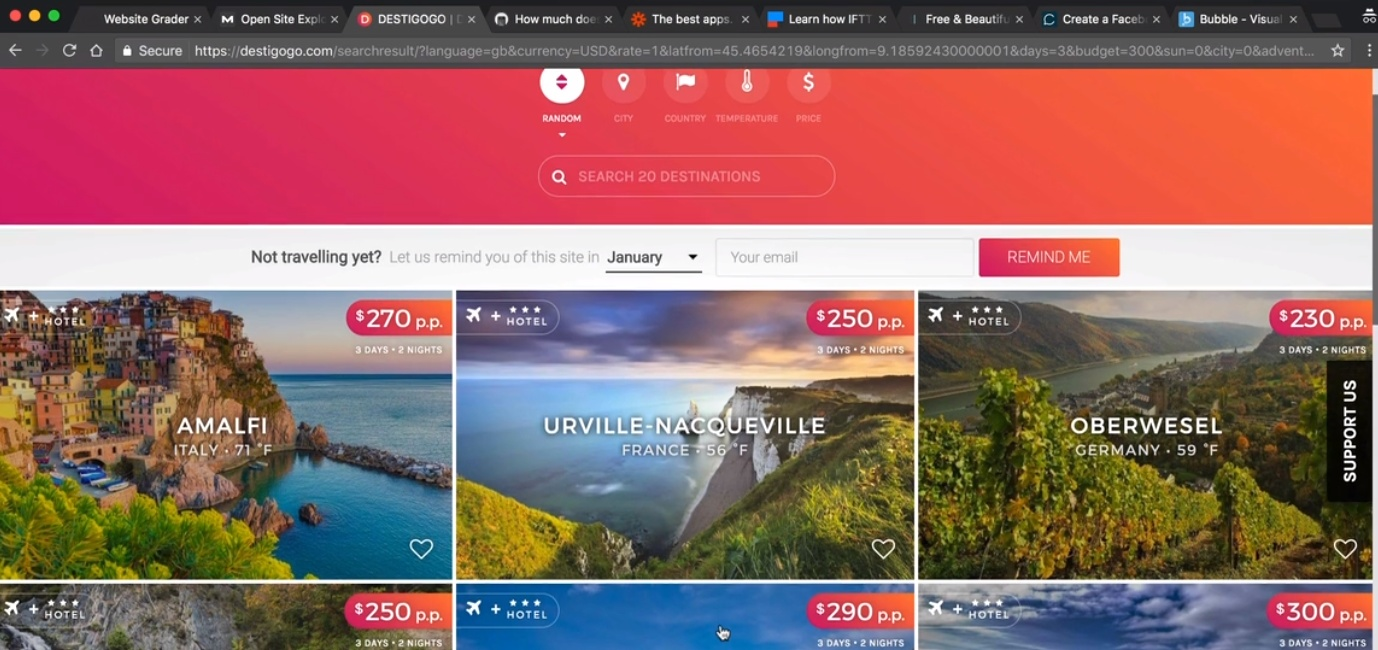 Website Grader
Open Site Explo
DESTIGOGO | D
How much doe
The best apps.
Learn how IFTT
Free & Beautifu
Create a Faceb
Bubble - Visual
Secure https://destigogo.com/searchresult/?language=gb&currency=USD&rate=1&latfrom=45.4654219&longfrom=9.18592430000001&days=3&budget=300&sun=0&city=0&advent...
RANDOM
CITY
COUNTRY
TEMPERATURE
PRICE
SEARCH 20 DESTINATIONS
Not travelling yet? Let us remind you of this site in January
Your email
REMIND ME
+ HOTEL
$270 p.p.
3 DAYS • 2 NIGHTS
AMALFI
ITALY • 71 °F
+ HOTEL
$250 p.p.
3 DAYS • 2 NIGHTS
URVILLE-NACQUEVILLE
FRANCE • 56 °F
+ HOTEL
$230 p.p.
3 DAYS • 2 NIGHTS
OBERWESEL
GERMANY • 59 °F
SUPPORT US
+ HOTEL
$250 p.p.
3 DAYS • 2 NIGHTS
+ HOTEL
$290 p.p.
3 DAYS • 2 NIGHTS
+ HOTEL
$300 p.p.
3 DAYS • 2 NIGHTS